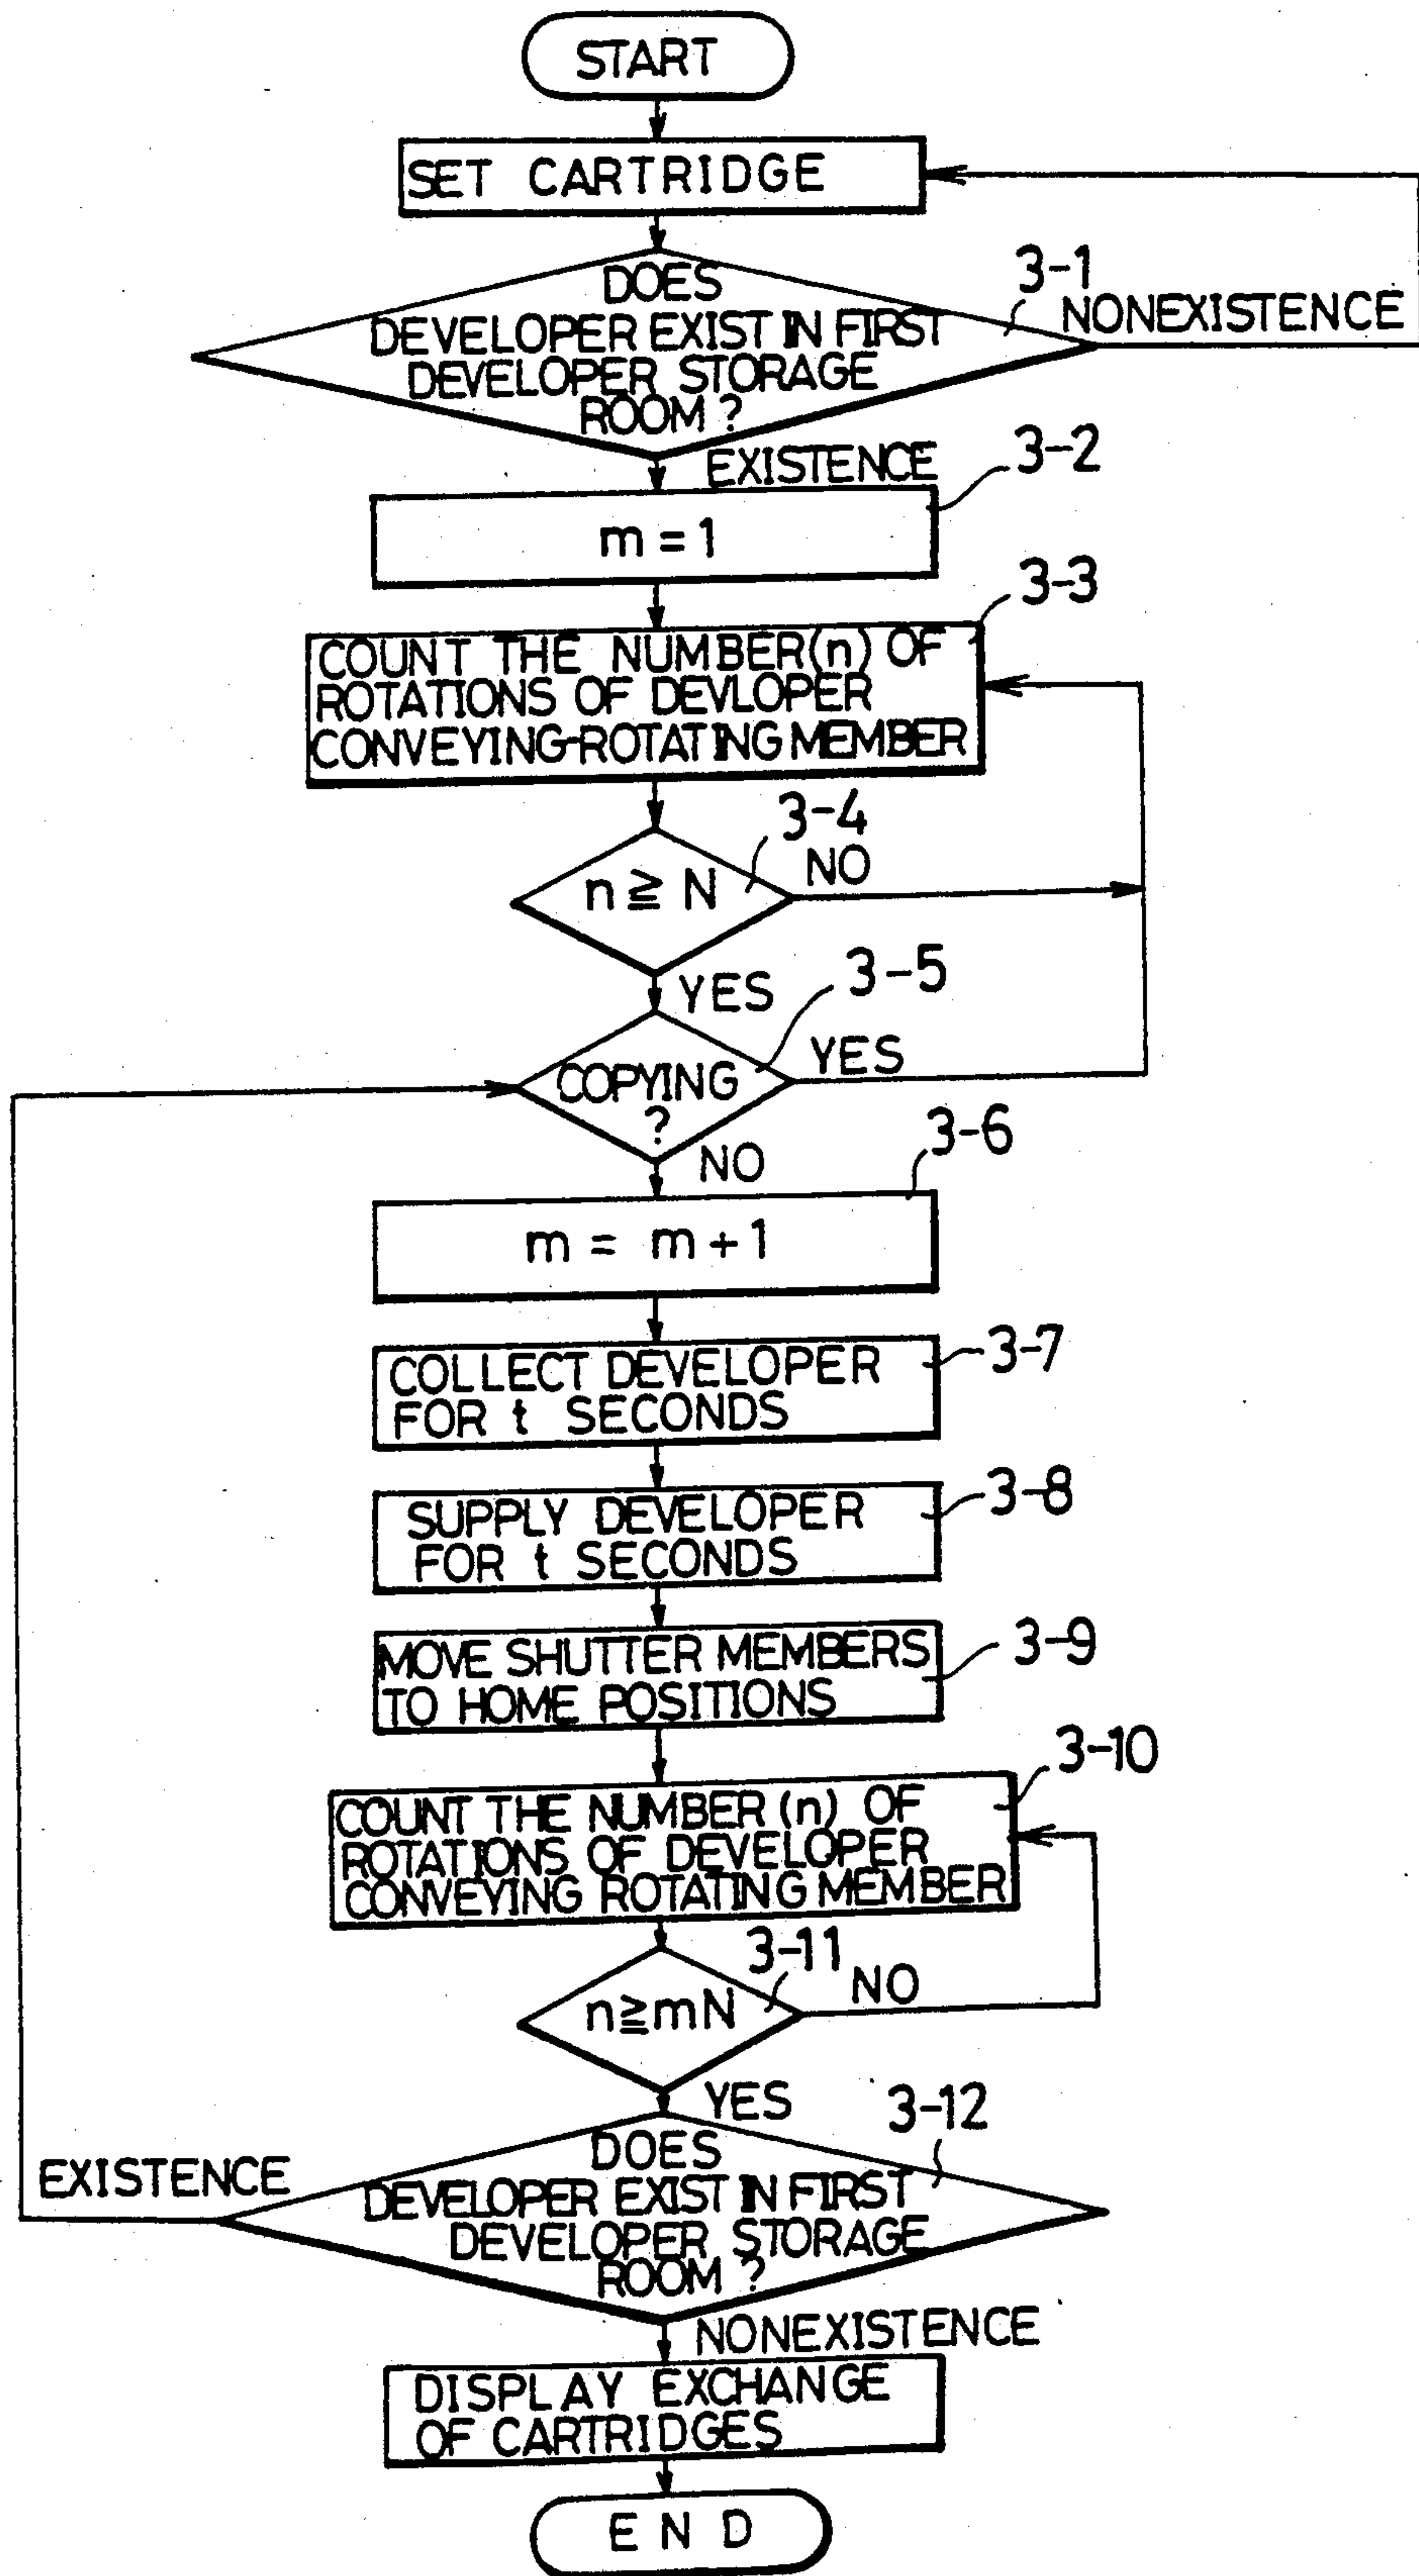 START
SET CARTRIDGE
3-1
DOES
DEVELOPER EXIST IN FIRST
DEVELOPER STORAGE
ROOM ?
NONEXISTENCE
EXISTENCE
3-2
m = 1
3-3
COUNT THE NUMBER(n) OF
ROTATIONS OF DEVLOPER
CONVEYING-ROTATING MEMBER
3-4
n ≧ N
NO
YES
3-5
COPYING
?
YES
NO
3-6
m = m + 1
3-7
COLLECT DEVELOPER
FOR t SECONDS
3-8
SUPPLY DEVELOPER
FOR t SECONDS
3-9
MOVE SHUTTER MEMBERS
TO HOME POSITIONS
3-10
COUNT THE NUMBER (n) OF
ROTATIONS OF DEVELOPER
CONVEYING ROTATING MEMBER
3-11
n≧mN
NO
YES
3-12
DOES
DEVELOPER EXIST IN FIRST
DEVELOPER STORAGE
ROOM ?
EXISTENCE
NONEXISTENCE
DISPLAY EXCHANGE
OF CARTRIDGES
END